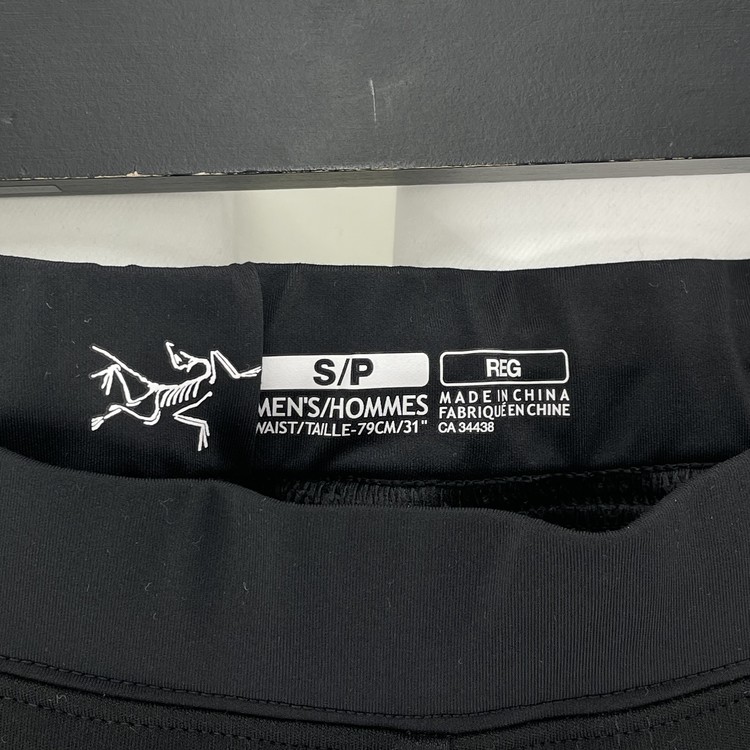 S/P
MEN'S/HOMMES
WAIST/TAILLE-79CM/31"
REG
MADE IN CHINA
FABRIQUÉ EN CHINE
CA 34438